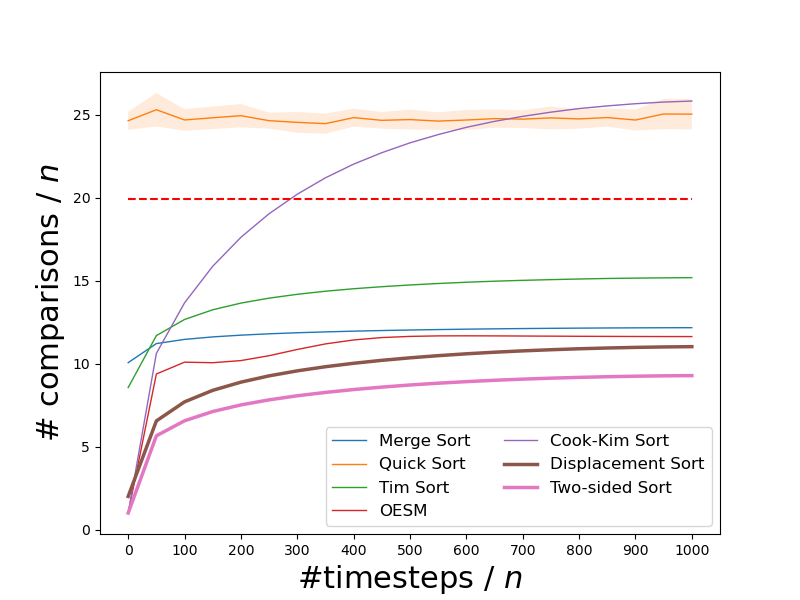 # comparisons / n
25
20
15
10
5
0
0 100 200 300 400 500 600 700 800 900 1000
#timesteps / n
Merge Sort
Quick Sort
Tim Sort
OESM
Cook-Kim Sort
Displacement Sort
Two-sided Sort